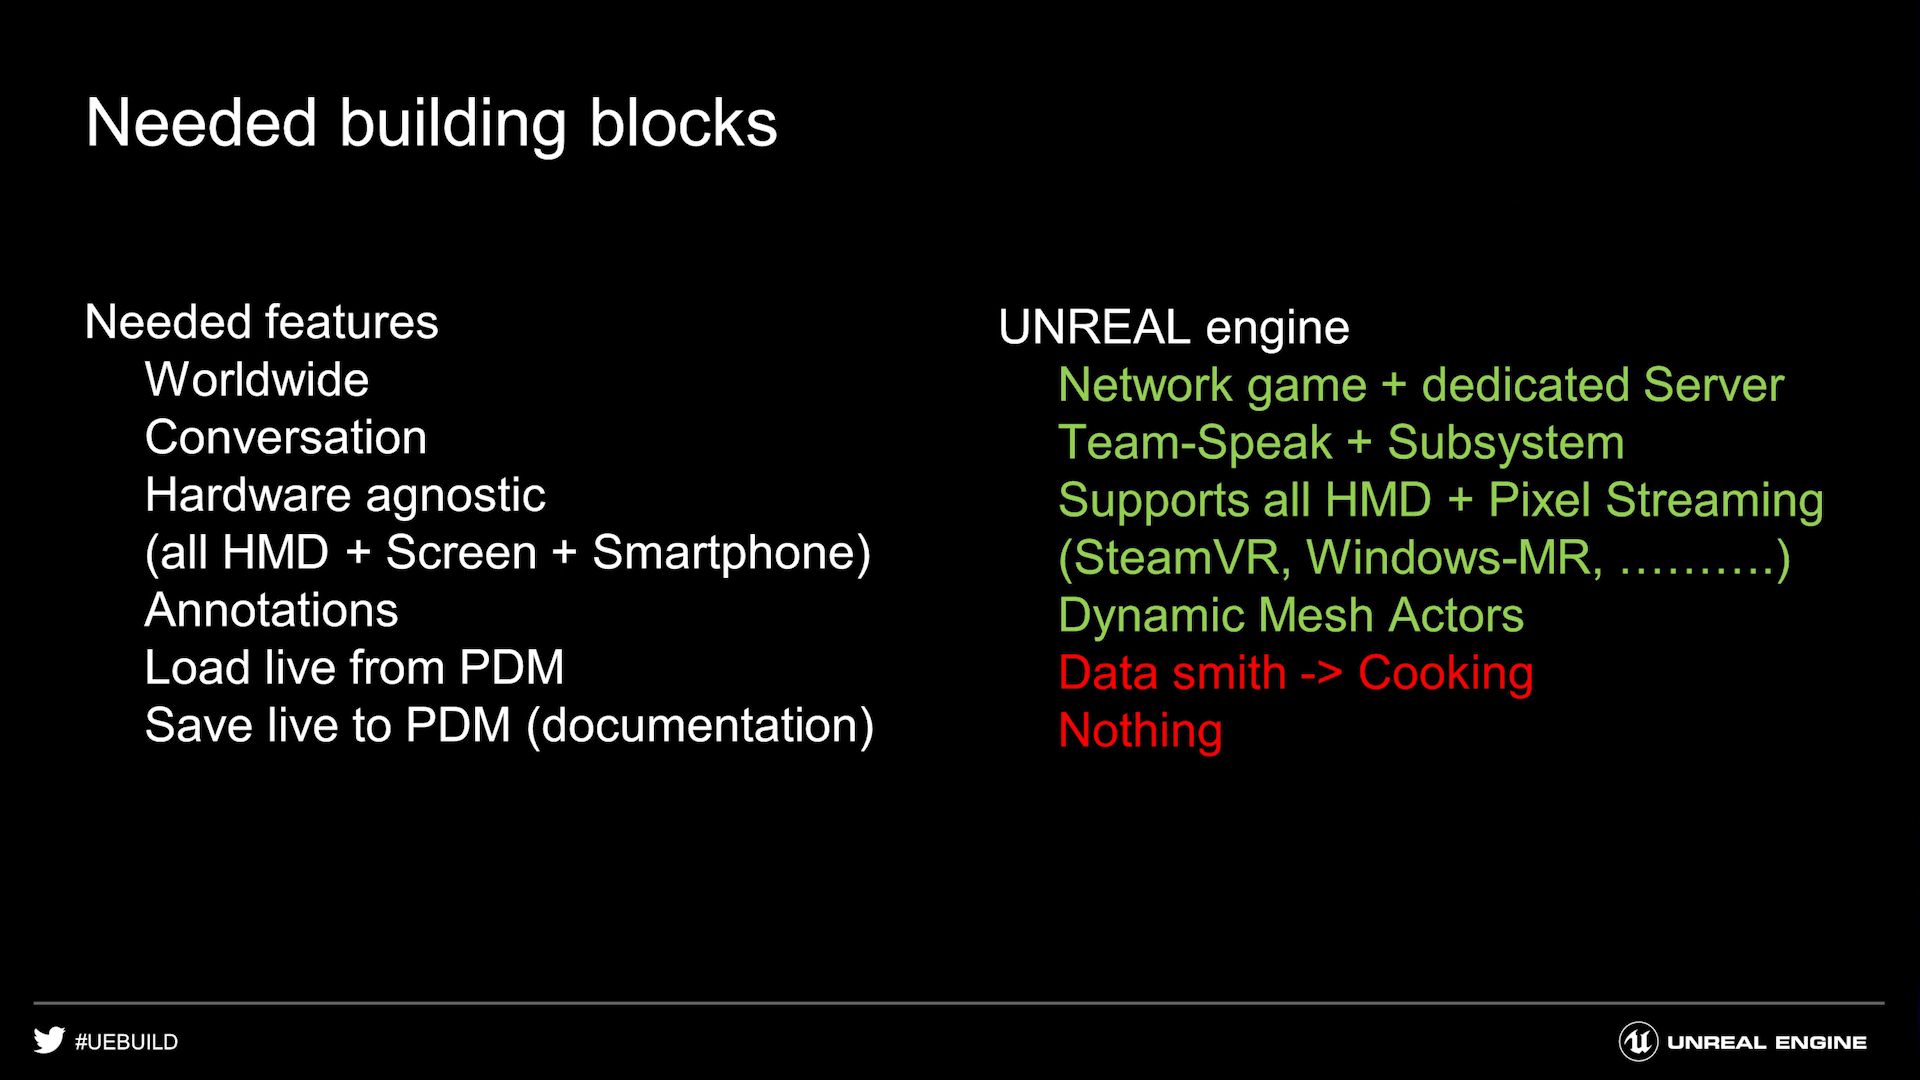 Needed building blocks
Needed features
Worldwide
Conversation
Hardware agnostic
(all HMD + Screen + Smartphone)
Annotations
Load live from PDM
Save live to PDM (documentation)
UNREAL engine
Network game + dedicated Server
Team-Speak + Subsystem
Supports all HMD + Pixel Streaming
(SteamVR, Windows-MR, ……….)
Dynamic Mesh Actors
Data smith -> Cooking
Nothing
#UEBUILD
UNREAL ENGINE